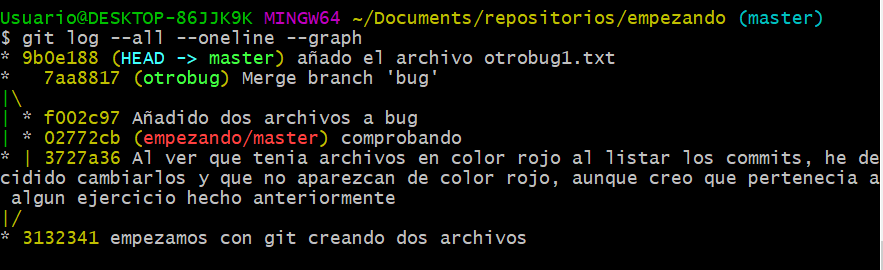 Usuario@DESKTOP-86JJK9K MINGW64 ~/Documents/repositorios/empezando (master)
$ git log --all --oneline --graph
* 9b0e188 (HEAD -> master) añado el archivo otrobug1.txt
*   7aa8817 (otrobug) Merge branch 'bug'
|\
| * f002c97 Añadido dos archivos a bug
| * 02772cb (empezando/master) comprobando
* | 3727a36 Al ver que tenia archivos en color rojo al listar los commits, he de
cidido cambiarlos y que no aparezcan de color rojo, aunque creo que pertenecia a
 algun ejercicio hecho anteriormente
|/
* 3132341 empezamos con git creando dos archivos